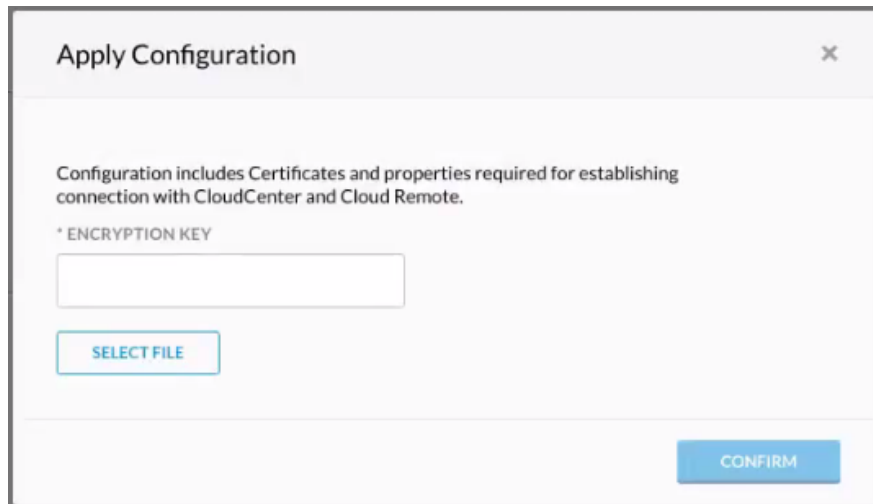 Apply Configuration
×
Configuration includes Certificates and properties required for establishing
connection with CloudCenter and Cloud Remote.
* ENCRYPTION KEY
SELECT FILE
CONFIRM